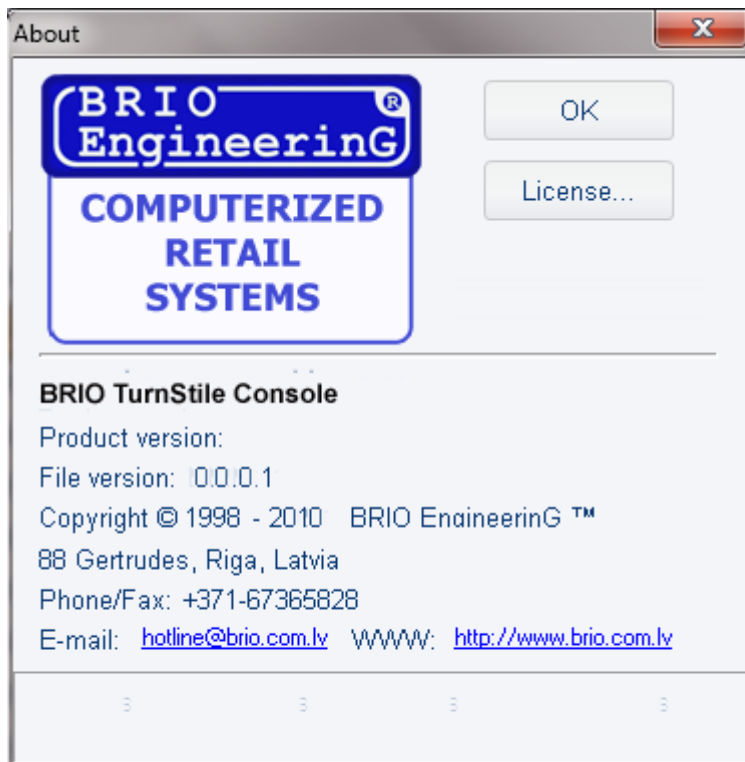 About
BRIO ®
EngineerinG
COMPUTERIZED
RETAIL
SYSTEMS
OK
License...
BRIO TurnStile Console
Product version:
File version: 0.0.0.1
Copyright © 1998 - 2010 BRIO EngineerinG ™
88 Gertrudes, Riga, Latvia
Phone/Fax: +371-67365828
E-mail: hotline@brio.com.lv WWW: http://www.brio.com.lv